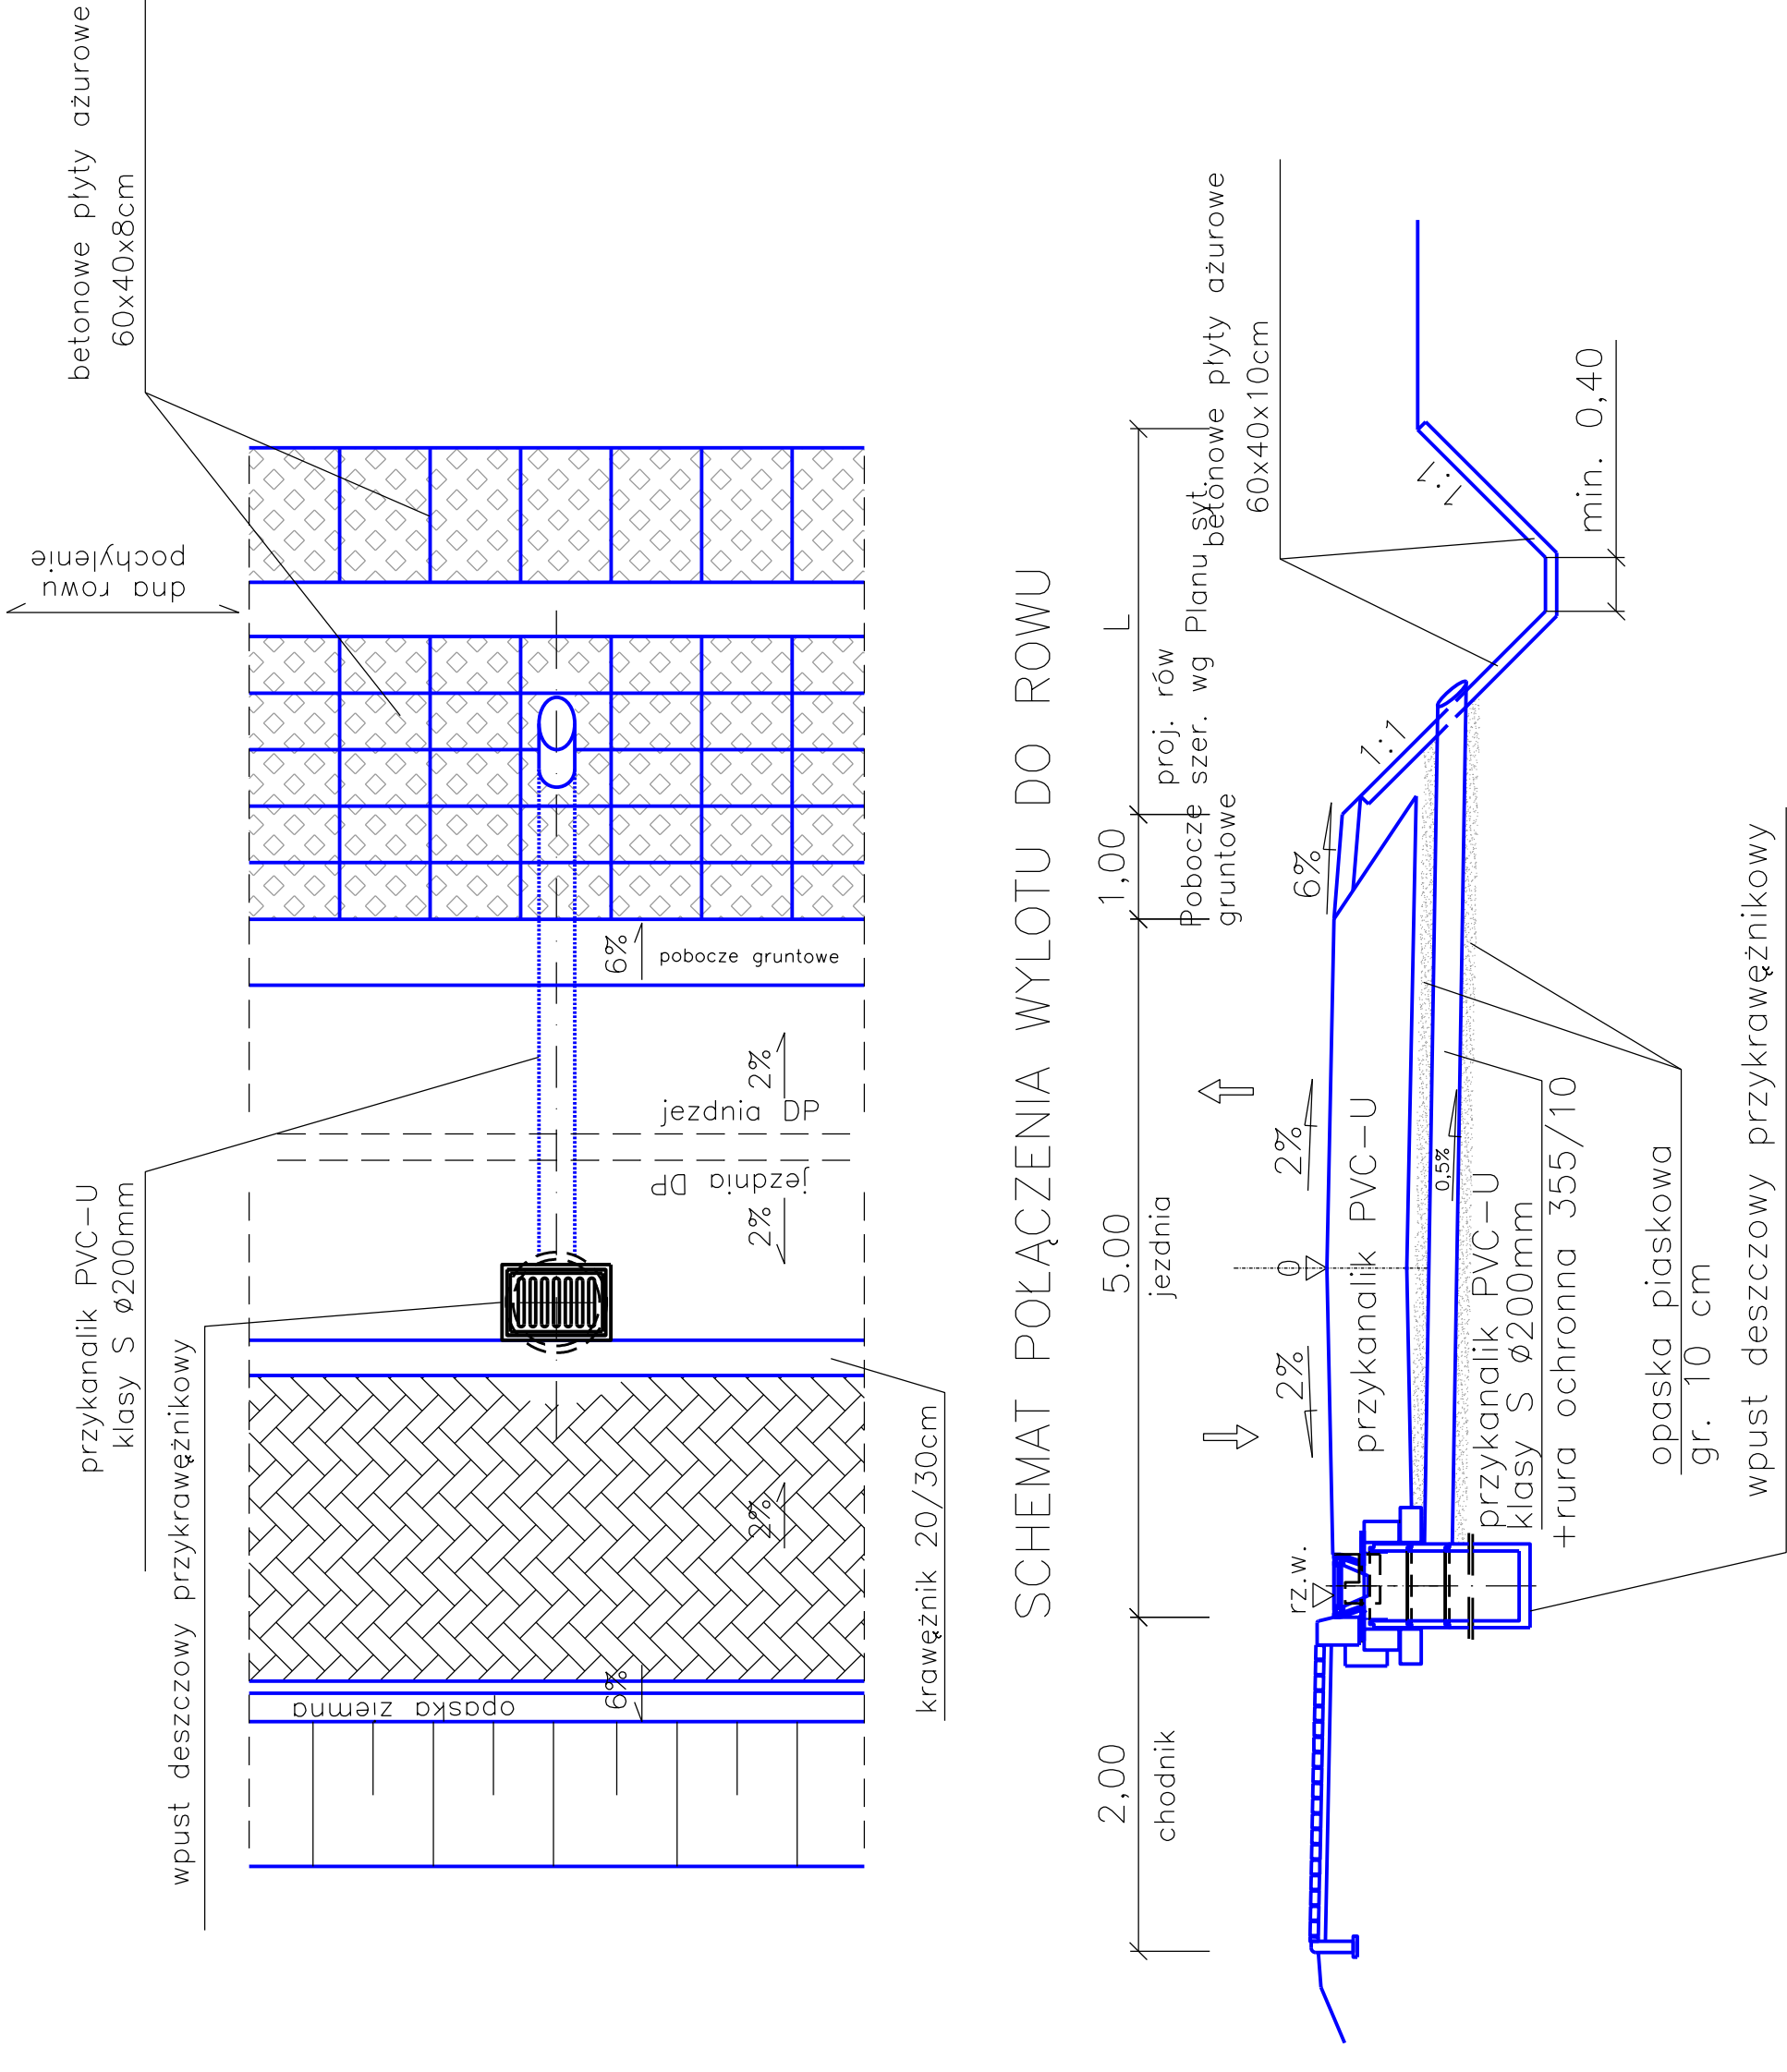 betonowe płyty ażurowe
60x40x8cm
pochylenie
dna rowu
przykanalik PVC-U
klasy S ø200mm
wpust deszczowy przykrawężnikowy
6%
pobocze gruntowe
2%
jezdnia DP
jezdnia DP
2%
2%
krawężnik 20/30cm
opaska ziemna
6%
SCHEMAT POŁĄCZENIA WYLOTU DO ROWU
2,00
chodnik
5.00
jezdnia
1,00
Pobocze
gruntowe
L
proj. rów
szer. wg Planu syt.
betonowe płyty ażurowe
60x40x10cm
rz.w.
2%
0
2%
6%
1:1
1:1
min. 0,40
przykanalik PVC-U
0,5%
przykanalik PVC-U
klasy S ø200mm
+rura ochronna 355/10
opaska piaskowa
gr. 10 cm
wpust deszczowy przykrawężnikowy